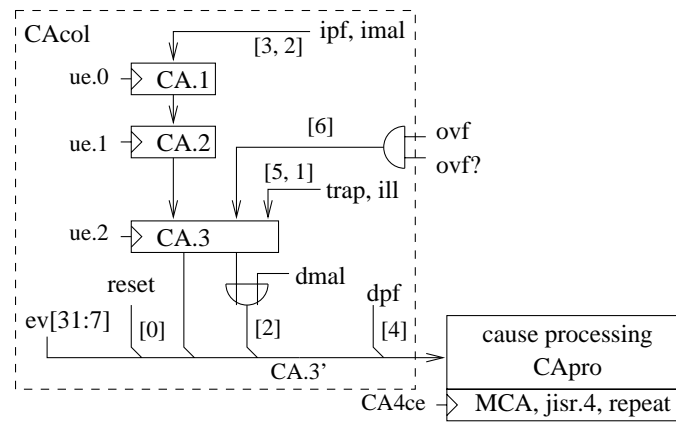 CAcol
ipf, imal
[3, 2]
ue.0
CA.1
ue.1
CA.2
[6]
ovf
ovf?
[5, 1]
trap, ill
ue.2
CA.3
reset
dmal
dpf
ev[31:7]
[0]
[2]
[4]
CA.3'
cause processing
CApro
CA4ce
MCA, jisr.4, repeat